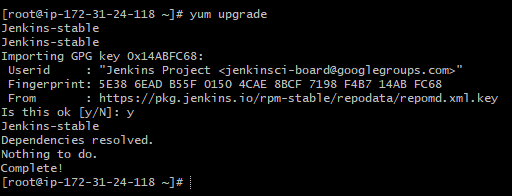 [root@ip-172-31-24-118 ~]# yum upgrade
Jenkins-stable
Jenkins-stable
Importing GPG key 0x14ABFC68:
 Userid     : "Jenkins Project <jenkinsci-board@googlegroups.com>"
 Fingerprint: 5E38 6EAD B55F 0150 4CAE 8BCF 7198 F4B7 14AB FC68
 From       : https://pkg.jenkins.io/rpm-stable/repodata/repomd.xml.key
Is this ok [y/N]: y
Jenkins-stable
Dependencies resolved.
Nothing to do.
Complete!
[root@ip-172-31-24-118 ~]#